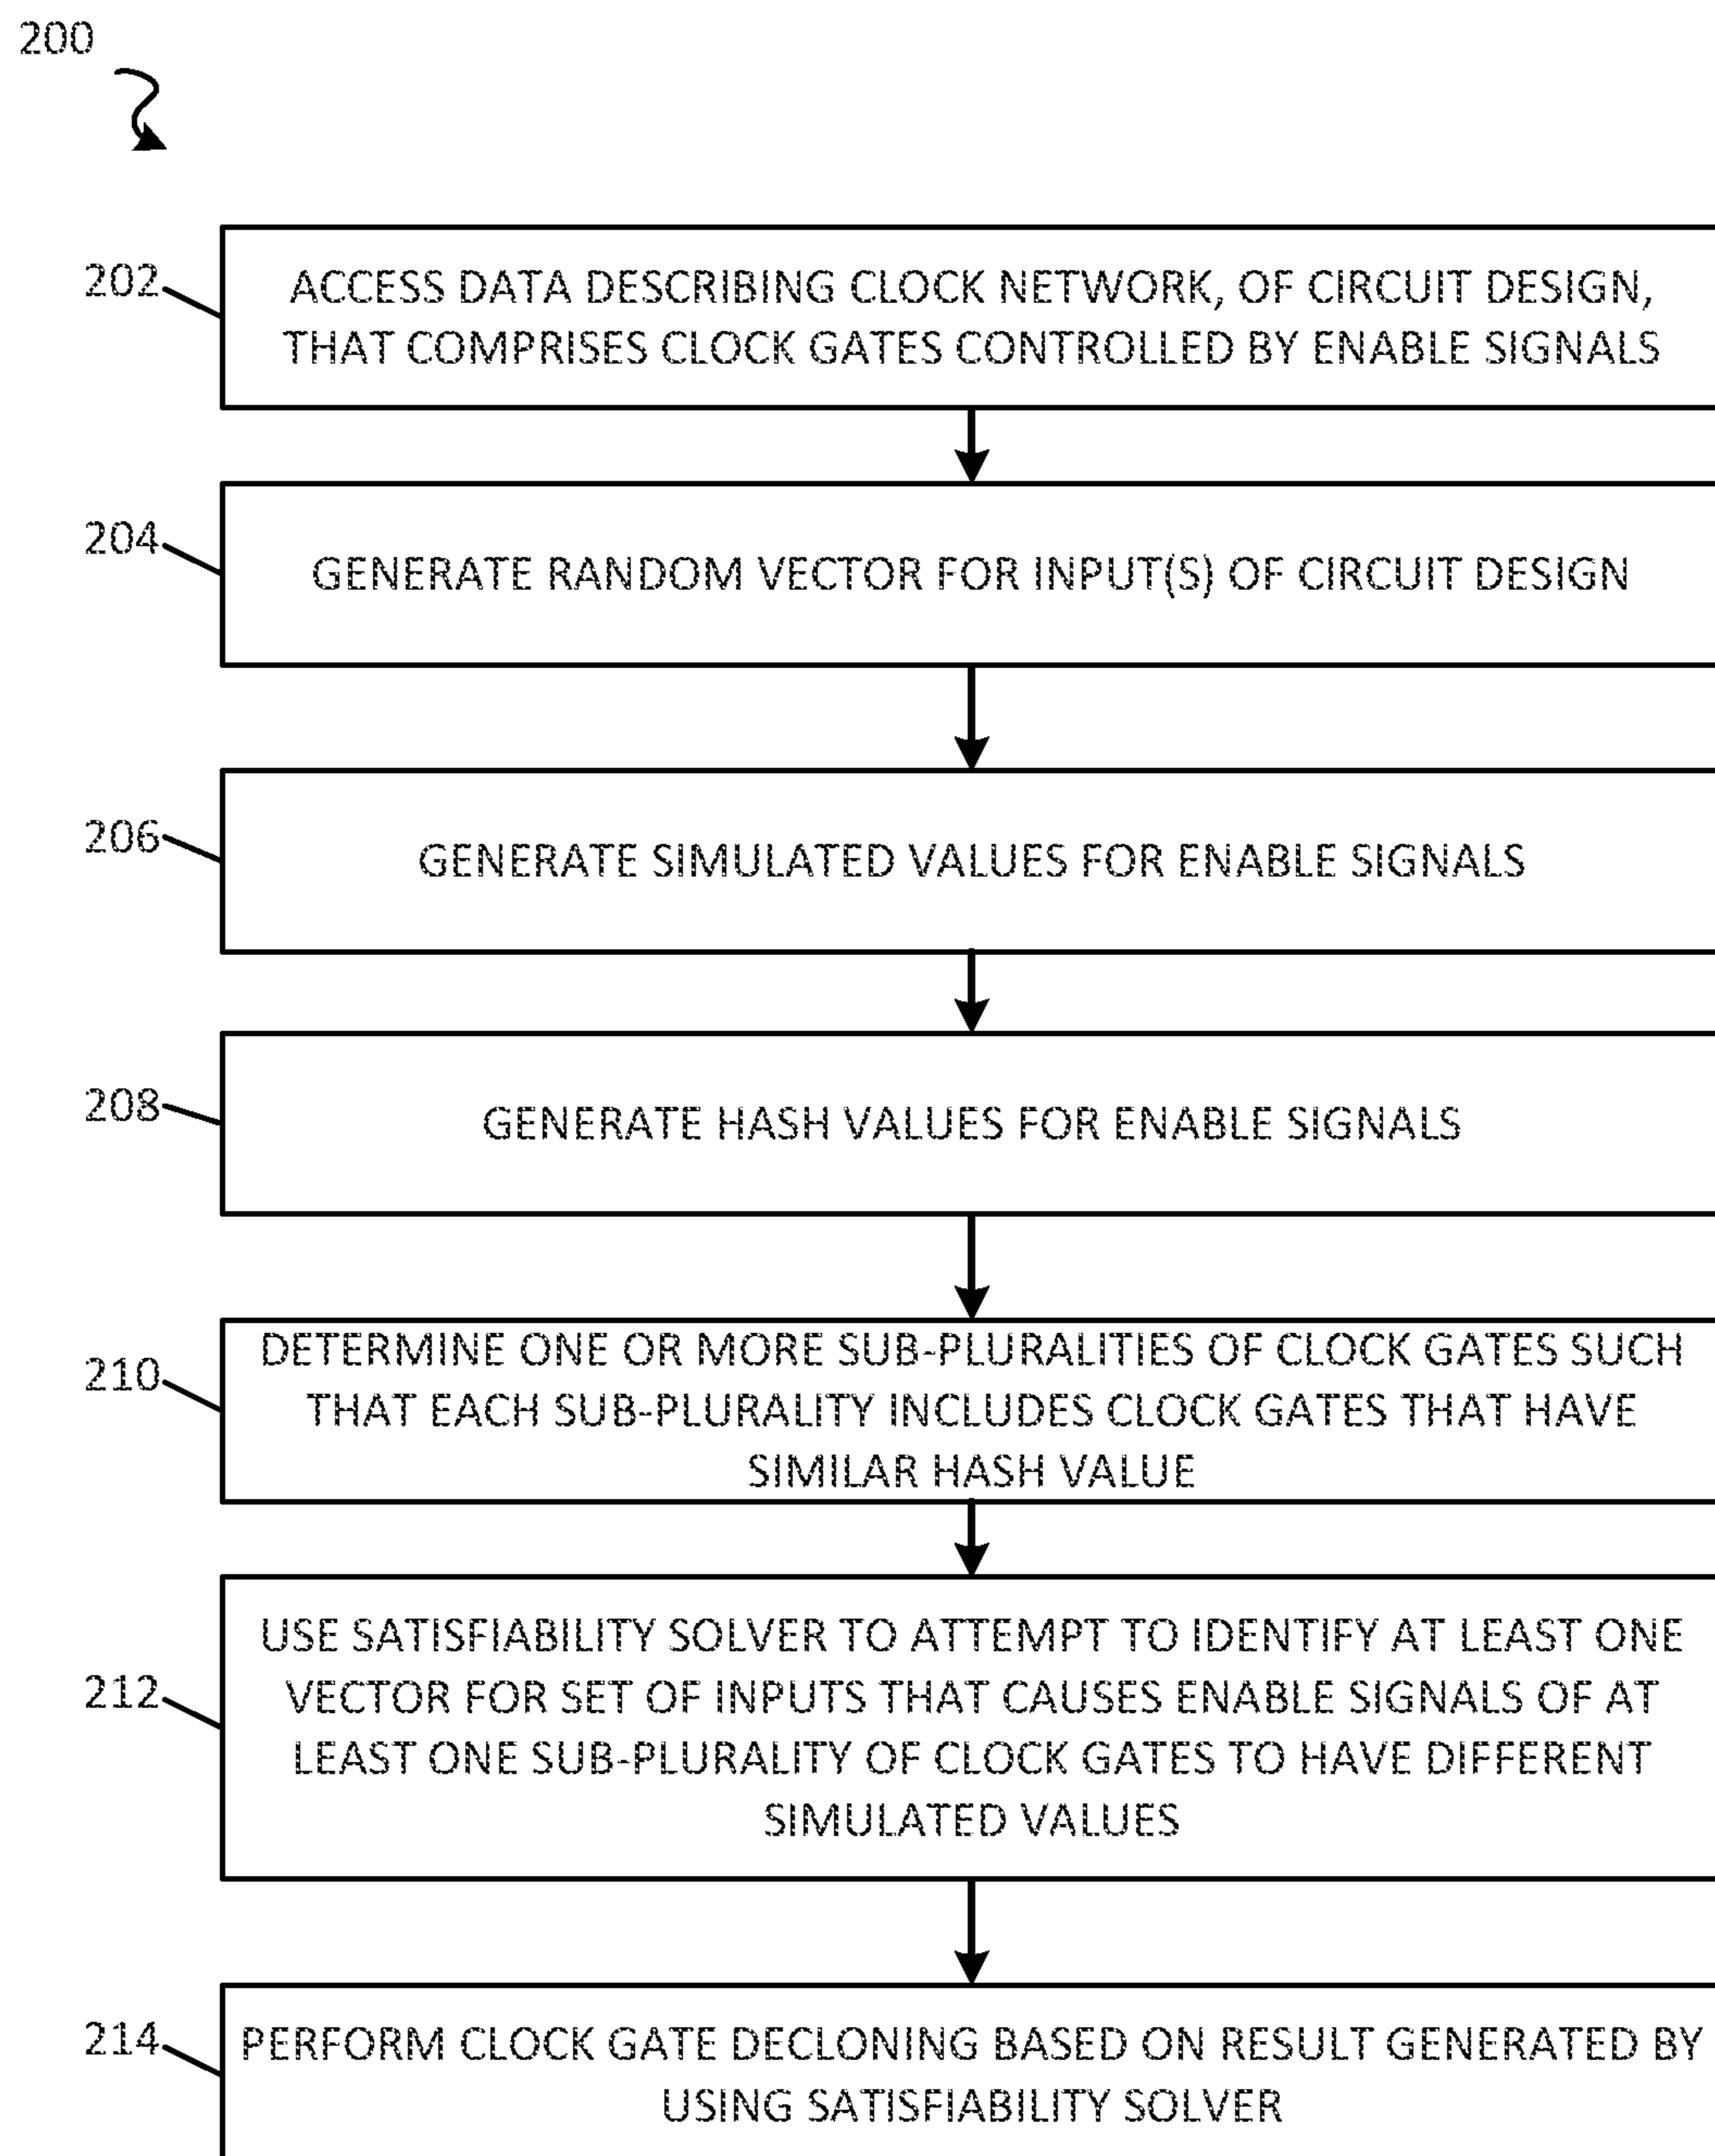 200
202
ACCESS DATA DESCRIBING CLOCK NETWORK, OF CIRCUIT DESIGN,
THAT COMPRISES CLOCK GATES CONTROLLED BY ENABLE SIGNALS
204
GENERATE RANDOM VECTOR FOR INPUT(S) OF CIRCUIT DESIGN
206
GENERATE SIMULATED VALUES FOR ENABLE SIGNALS
208
GENERATE HASH VALUES FOR ENABLE SIGNALS
210
DETERMINE ONE OR MORE SUB-PLURALITIES OF CLOCK GATES SUCH
THAT EACH SUB-PLURALITY INCLUDES CLOCK GATES THAT HAVE
SIMILAR HASH VALUE
212
USE SATISFIABILITY SOLVER TO ATTEMPT TO IDENTIFY AT LEAST ONE
VECTOR FOR SET OF INPUTS THAT CAUSES ENABLE SIGNALS OF AT
LEAST ONE SUB-PLURALITY OF CLOCK GATES TO HAVE DIFFERENT
SIMULATED VALUES
214
PERFORM CLOCK GATE DECLONING BASED ON RESULT GENERATED BY
USING SATISFIABILITY SOLVER